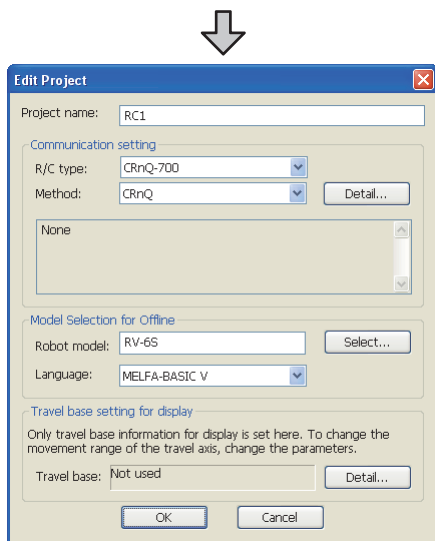 Edit Project
Project name: RC1
Communication setting
R/C type: CRnQ-700
Method: CRnQ Detail...
None
Model Selection for Offline
Robot model: RV-6S Select...
Language: MELFA-BASIC V
Travel base setting for display
Only travel base information for display is set here. To change the
movement range of the travel axis, change the parameters.
Travel base: Not used Detail...
OK Cancel